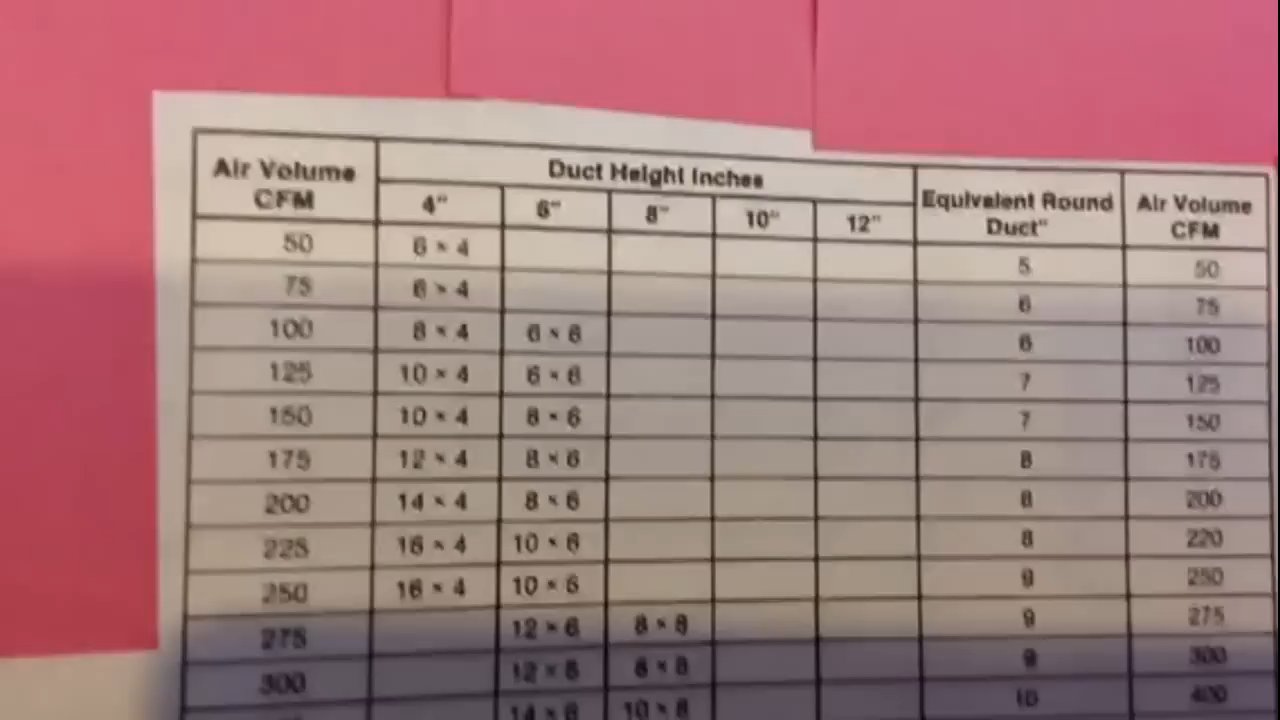 Air Volume CFM Duct Height Inches Equivalent Round Duct" Air Volume CFM
4" 6" 8" 10" 12"
50 6 × 4 5 50
75 6 × 4 6 75
100 8 × 4 6 × 6 6 100
125 10 × 4 6 × 6 7 125
150 10 × 4 8 × 6 7 150
175 12 × 4 8 × 6 8 175
200 14 × 4 8 × 6 8 200
225 16 × 4 10 × 6 8 220
250 16 × 4 10 × 6 9 250
275 12 × 6 8 × 8 9 275
300 12 × 6 8 × 8 9 300
14 × 6 10 × 8 10 400